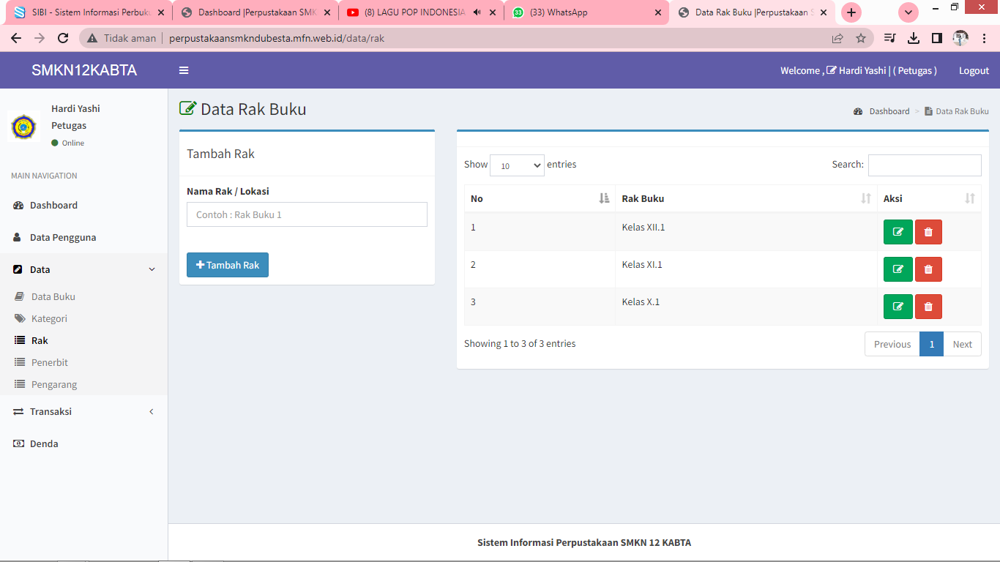 SIBI - Sistem Informasi Perbuku
Dashboard |Perpustakaan SMK
(8) LAGU POP INDONESIA
(33) WhatsApp
Data Rak Buku |Perpustakaan S
Tidak aman | perpustakaansmkndubesta.mfn.web.id/data/rak
SMKN12KABTA
Welcome , Hardi Yashi | ( Petugas )
Logout
Hardi Yashi
Petugas
Online
MAIN NAVIGATION
Dashboard
Data Pengguna
Data
Data Buku
Kategori
Rak
Penerbit
Pengarang
Transaksi
Denda
Data Rak Buku
Dashboard > Data Rak Buku
Tambah Rak
Nama Rak / Lokasi
Contoh : Rak Buku 1
Tambah Rak
Show 10 entries
Search:
No Rak Buku Aksi
1 Kelas XII.1
2 Kelas XI.1
3 Kelas X.1
Showing 1 to 3 of 3 entries
Previous 1 Next
Sistem Informasi Perpustakaan SMKN 12 KABTA